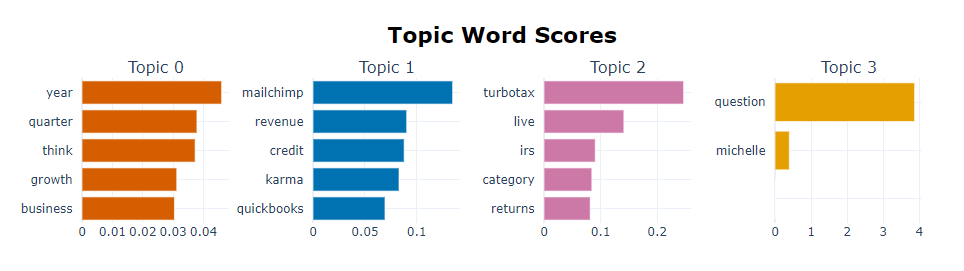 Topic Word Scores
Topic 0
year
quarter
think
growth
business
0 0.01 0.02 0.03 0.04
Topic 1
mailchimp
revenue
credit
karma
quickbooks
0 0.05 0.1
Topic 2
turbotax
live
irs
category
returns
0 0.1 0.2
Topic 3
question
michelle
0 1 2 3 4